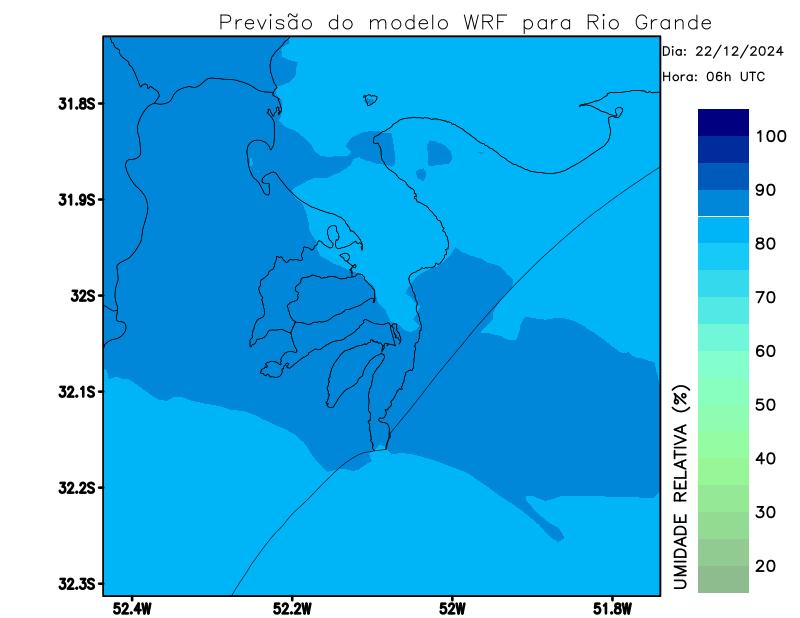 Previsão do modelo WRF para Rio Grande
Dia: 22/12/2024
Hora: 06h UTC
31.8S
31.9S
32S
32.1S
32.2S
32.3S
52.4W
52.2W
52W
51.8W
100
90
80
70
60
50
40
30
20
UMIDADE RELATIVA (%)